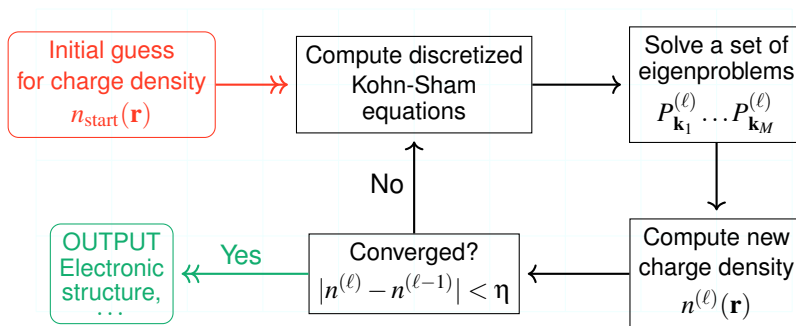 Initial guess
for charge density
n_start(r)
Compute discretized
Kohn-Sham
equations
Solve a set of
eigenproblems
P_k₁^(ℓ) … P_k_M^(ℓ)
No
OUTPUT
Electronic
structure,
...
Yes
Converged?
|n^(ℓ) − n^(ℓ−1)| < η
Compute new
charge density
n^(ℓ)(r)